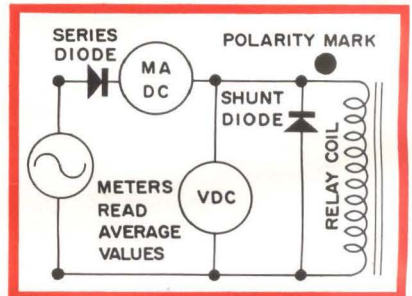 SERIES
DIODE
MA
DC
POLARITY MARK
SHUNT
DIODE
RELAY COIL
VDC
METERS
READ
AVERAGE
VALUES